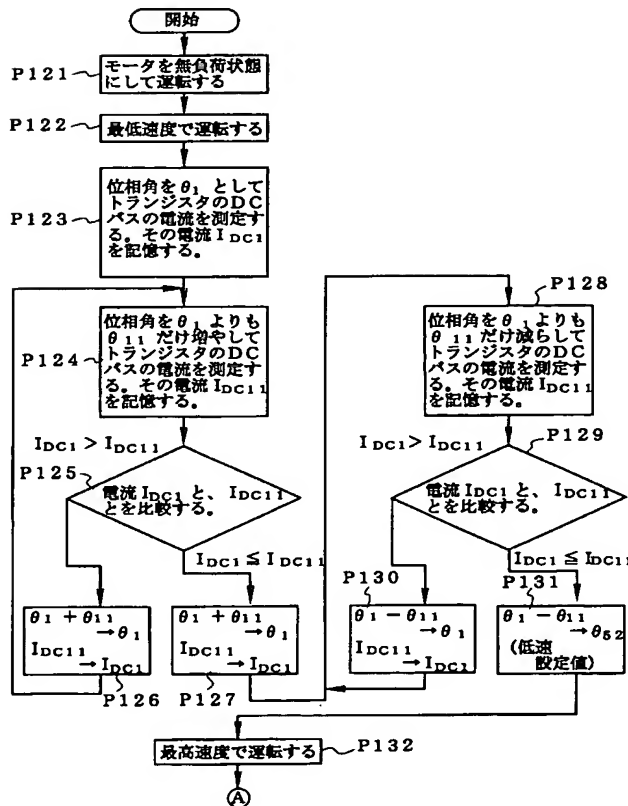 開始
P121
モータを無負荷状態
にして運転する
P122
最低速度で運転する
P123
位相角をθ1 として
トランジスタのDC
バスの電流を測定す
る。その電流IDC1
を記憶する。
P124
位相角をθ1 よりも
θ11だけ増やして
トランジスタのDC
バスの電流を測定す
る。その電流IDC11
を記憶する。
IDC1>IDC11
P125
電流IDC1と、IDC11
とを比較する。
IDC1≦IDC11
θ1+θ11
→θ1
IDC11
→IDC1
P126
θ1+θ11
→θ1
IDC11
→IDC1
P127
P128
位相角をθ1 よりも
θ11だけ減らして
トランジスタのDC
バスの電流を測定す
る。その電流IDC11
を記憶する。
IDC1>IDC11
P129
電流IDC1と、IDC11
とを比較する。
IDC1≦IDC11
P130
θ1-θ11
→θ1
IDC11
→IDC1
P131
θ1-θ11
→θ52
(低速
設定値)
最高速度で運転する
P132
A